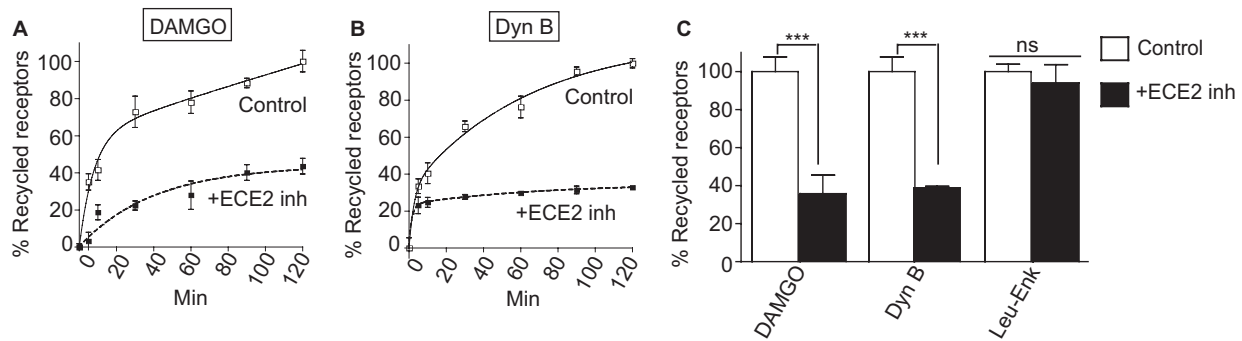 A
DAMGO
% Recycled receptors
100
80
60
40
20
0
Control
+ECE2 inh
0 20 40 60 80 100 120
Min
B
Dyn B
% Recycled receptors
100
80
60
40
20
0
Control
+ECE2 inh
0 20 40 60 80 100 120
Min
C
% Recycled receptors
100
80
60
40
20
0
*** *** ns
DAMGO
Dyn B
Leu-Enk
Control
+ECE2 inh